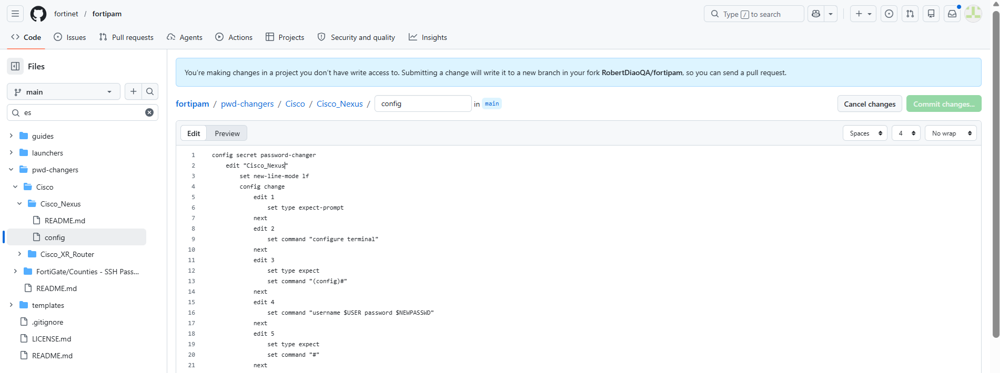 fortinet / fortipam
Type / to search
Code
Issues
Pull requests
Agents
Actions
Projects
Security and quality
Insights
Files
main
es
guides
launchers
pwd-changers
Cisco
Cisco_Nexus
README.md
config
Cisco_XR_Router
FortiGate/Counties - SSH Pass...
README.md
templates
.gitignore
LICENSE.md
README.md
You're making changes in a project you don't have write access to. Submitting a change will write it to a new branch in your fork RobertDiaoQA/fortipam, so you can send a pull request.
fortipam / pwd-changers / Cisco / Cisco_Nexus / config in main
Cancel changes
Commit changes...
Edit
Preview
Spaces
4
No wrap
1 config secret password-changer
2 edit "Cisco_Nexus"
3 set new-line-mode lf
4 config change
5 edit 1
6 set type expect-prompt
7 next
8 edit 2
9 set command "configure terminal"
10 next
11 edit 3
12 set type expect
13 set command "(config)#"
14 next
15 edit 4
16 set command "username $USER password $NEWPASSWD"
17 next
18 edit 5
19 set type expect
20 set command "#"
21 next